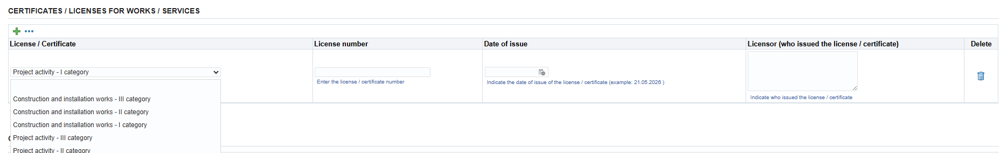 CERTIFICATES / LICENSES FOR WORKS / SERVICES
License / Certificate License number Date of issue Licensor (who issued the license / certificate) Delete
Project activity - I category
Enter the license / certificate number
Indicate the date of issue of the license / certificate (example: 21.05.2026 )
Indicate who issued the license / certificate
Construction and installation works - III category
Construction and installation works - II category
Construction and installation works - I category
Project activity - III category
Project activity - II category